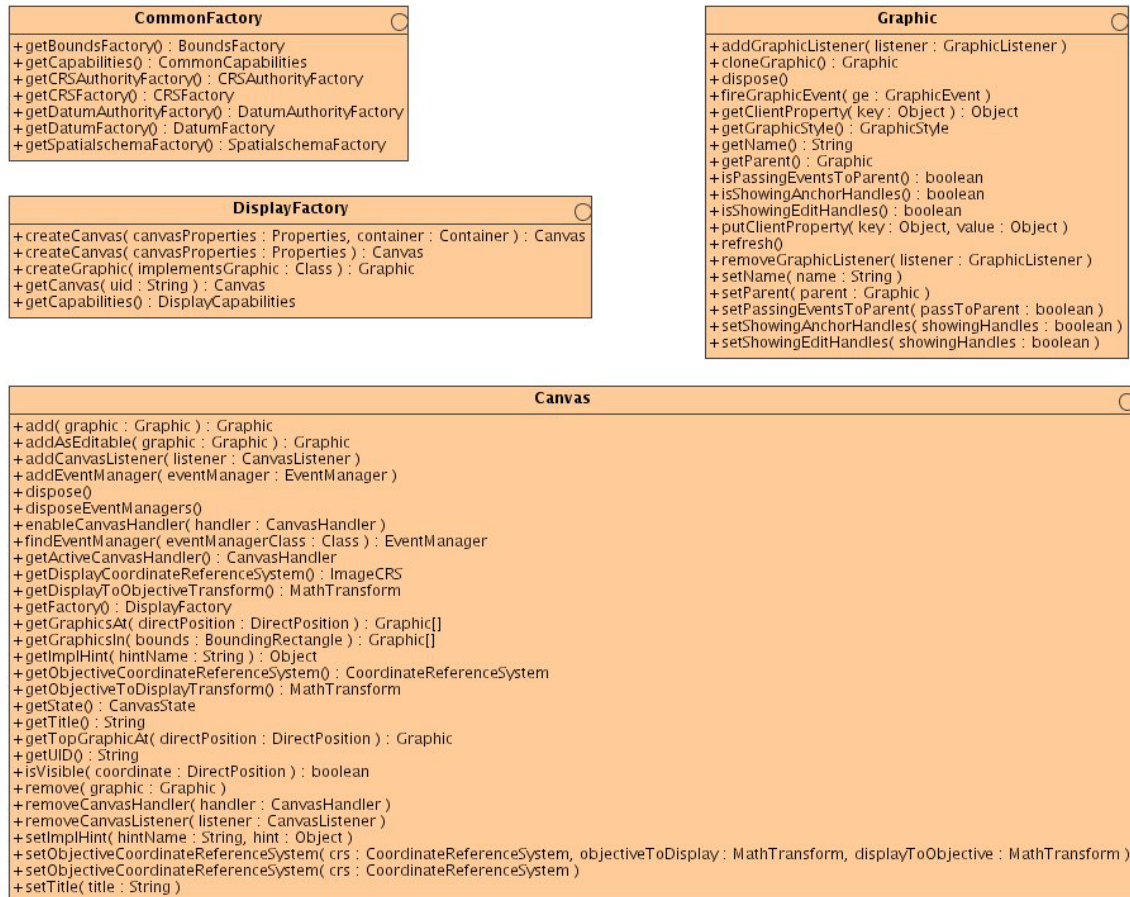 CommonFactory
+getBoundsFactory() : BoundsFactory
+getCapabilities() : CommonCapabilities
+getCRSAuthorityFactory() : CRSAuthorityFactory
+getCRSFactory() : CRSFactory
+getDatumAuthorityFactory() : DatumAuthorityFactory
+getDatumFactory() : DatumFactory
+getSpatialschemaFactory() : SpatialschemaFactory
DisplayFactory
+createCanvas( canvasProperties : Properties, container : Container ) : Canvas
+createCanvas( canvasProperties : Properties ) : Canvas
+createGraphic( implementsGraphic : Class ) : Graphic
+getCanvas( uid : String ) : Canvas
+getCapabilities() : DisplayCapabilities
Graphic
+addGraphicListener( listener : GraphicListener )
+cloneGraphic() : Graphic
+dispose()
+fireGraphicEvent( ge : GraphicEvent )
+getClientProperty( key : Object ) : Object
+getGraphicStyle() : GraphicStyle
+getName() : String
+getParent() : Graphic
+isPassingEventsToParent() : boolean
+isShowingAnchorHandles() : boolean
+isShowingEditHandles() : boolean
+putClientProperty( key : Object, value : Object )
+refresh()
+removeGraphicListener( listener : GraphicListener )
+setName( name : String )
+setParent( parent : Graphic )
+setPassingEventsToParent( passToParent : boolean )
+setShowingAnchorHandles( showingHandles : boolean )
+setShowingEditHandles( showingHandles : boolean )
Canvas
+add( graphic : Graphic ) : Graphic
+addAsEditable( graphic : Graphic ) : Graphic
+addCanvasListener( listener : CanvasListener )
+addEventManager( eventManager : EventManager )
+dispose()
+disposeEventManagers()
+enableCanvasHandler( handler : CanvasHandler )
+findEventManager( eventManagerClass : Class ) : EventManager
+getActiveCanvasHandler() : CanvasHandler
+getDisplayCoordinateReferenceSystem() : ImageCRS
+getDisplayToObjectiveTransform() : MathTransform
+getFactory() : DisplayFactory
+getGraphicsAt( directPosition : DirectPosition ) : Graphic[]
+getGraphicsIn( bounds : BoundingRectangle ) : Graphic[]
+getImplHint( hintName : String ) : Object
+getObjectiveCoordinateReferenceSystem() : CoordinateReferenceSystem
+getObjectiveToDisplayTransform() : MathTransform
+getState() : CanvasState
+getTitle() : String
+getTopGraphicAt( directPosition : DirectPosition ) : Graphic
+getUID() : String
+isVisible( coordinate : DirectPosition ) : boolean
+remove( graphic : Graphic )
+removeCanvasHandler( handler : CanvasHandler )
+removeCanvasListener( listener : CanvasListener )
+setImplHint( hintName : String, hint : Object )
+setObjectiveCoordinateReferenceSystem( crs : CoordinateReferenceSystem, objectiveToDisplay : MathTransform, displayToObjective : MathTransform )
+setObjectiveCoordinateReferenceSystem( crs : CoordinateReferenceSystem )
+setTitle( title : String )